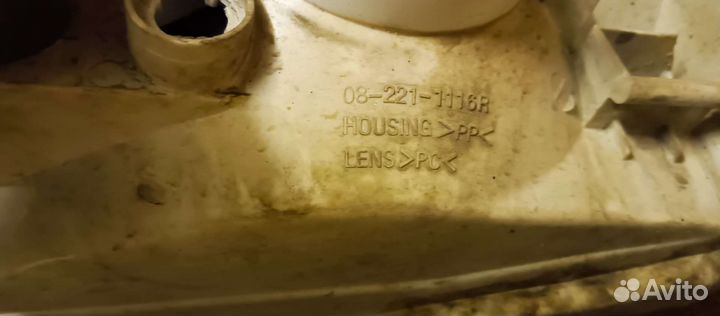 08-221-1116R
HOUSING>PP<
LENS>PC<
Avito